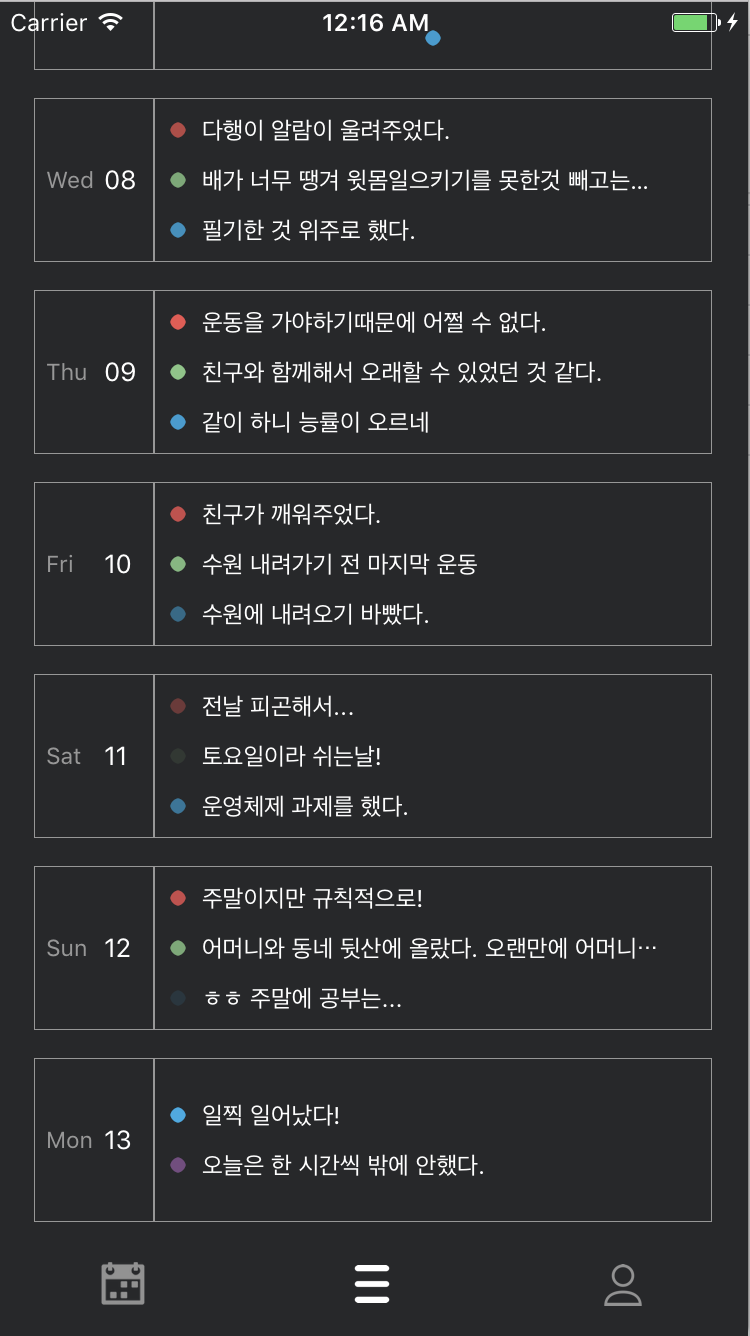 Carrier 12:16 AM
Wed 08
다행이 알람이 울려주었다.
배가 너무 땡겨 윗몸일으키기를 못한것 빼고는...
필기한 것 위주로 했다.
Thu 09
운동을 가야하기때문에 어쩔 수 없다.
친구와 함께해서 오래할 수 있었던 것 같다.
같이 하니 능률이 오르네
Fri 10
친구가 깨워주었다.
수원 내려가기 전 마지막 운동
수원에 내려오기 바빴다.
Sat 11
전날 피곤해서...
토요일이라 쉬는날!
운영체제 과제를 했다.
Sun 12
주말이지만 규칙적으로!
어머니와 동네 뒷산에 올랐다. 오랜만에 어머니…
ㅎㅎ 주말에 공부는...
Mon 13
일찍 일어났다!
오늘은 한 시간씩 밖에 안했다.